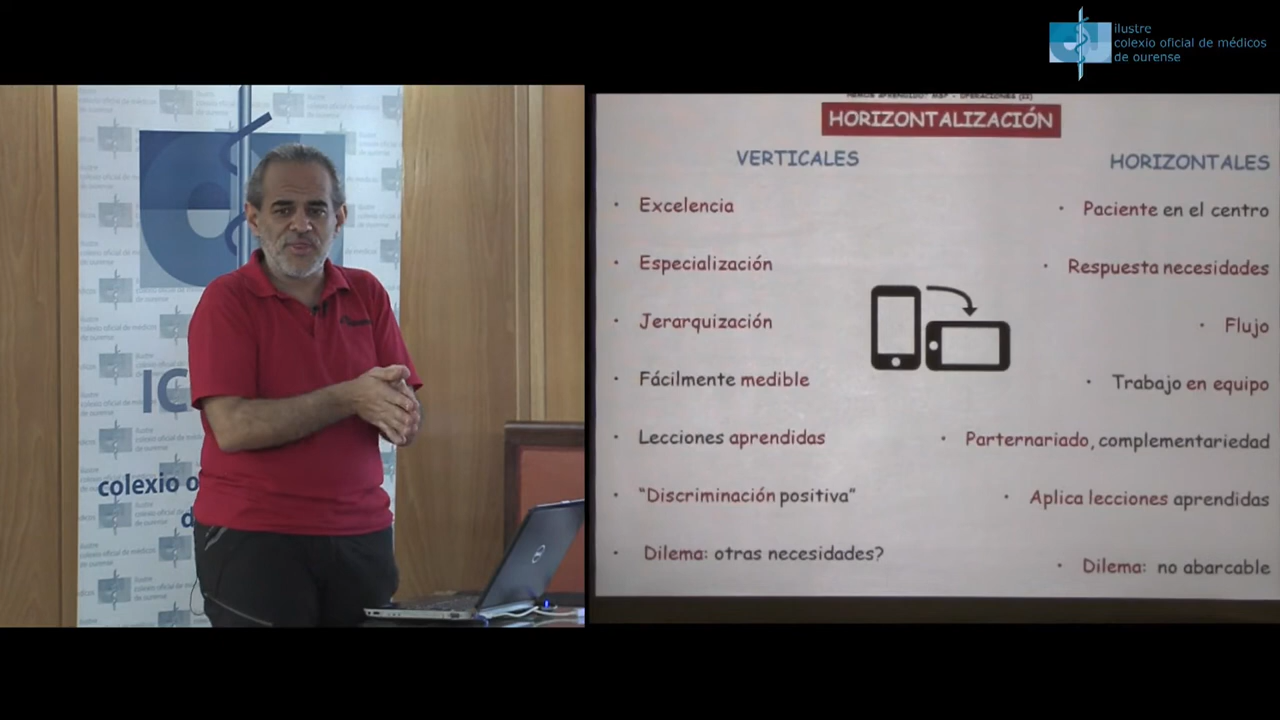 ilustre
colexio oficial de médicos
de ourense
HORIZONTALIZACIÓN
VERTICALES
• Excelencia
• Especialización
• Jerarquización
• Fácilmente medible
• Lecciones aprendidas
• “Discriminación positiva”
• Dilema: otras necesidades?
HORIZONTALES
• Paciente en el centro
• Respuesta necesidades
• Flujo
• Trabajo en equipo
• Parternariado, complementariedad
• Aplica lecciones aprendidas
• Dilema: no abarcable
IC
colexio o
d